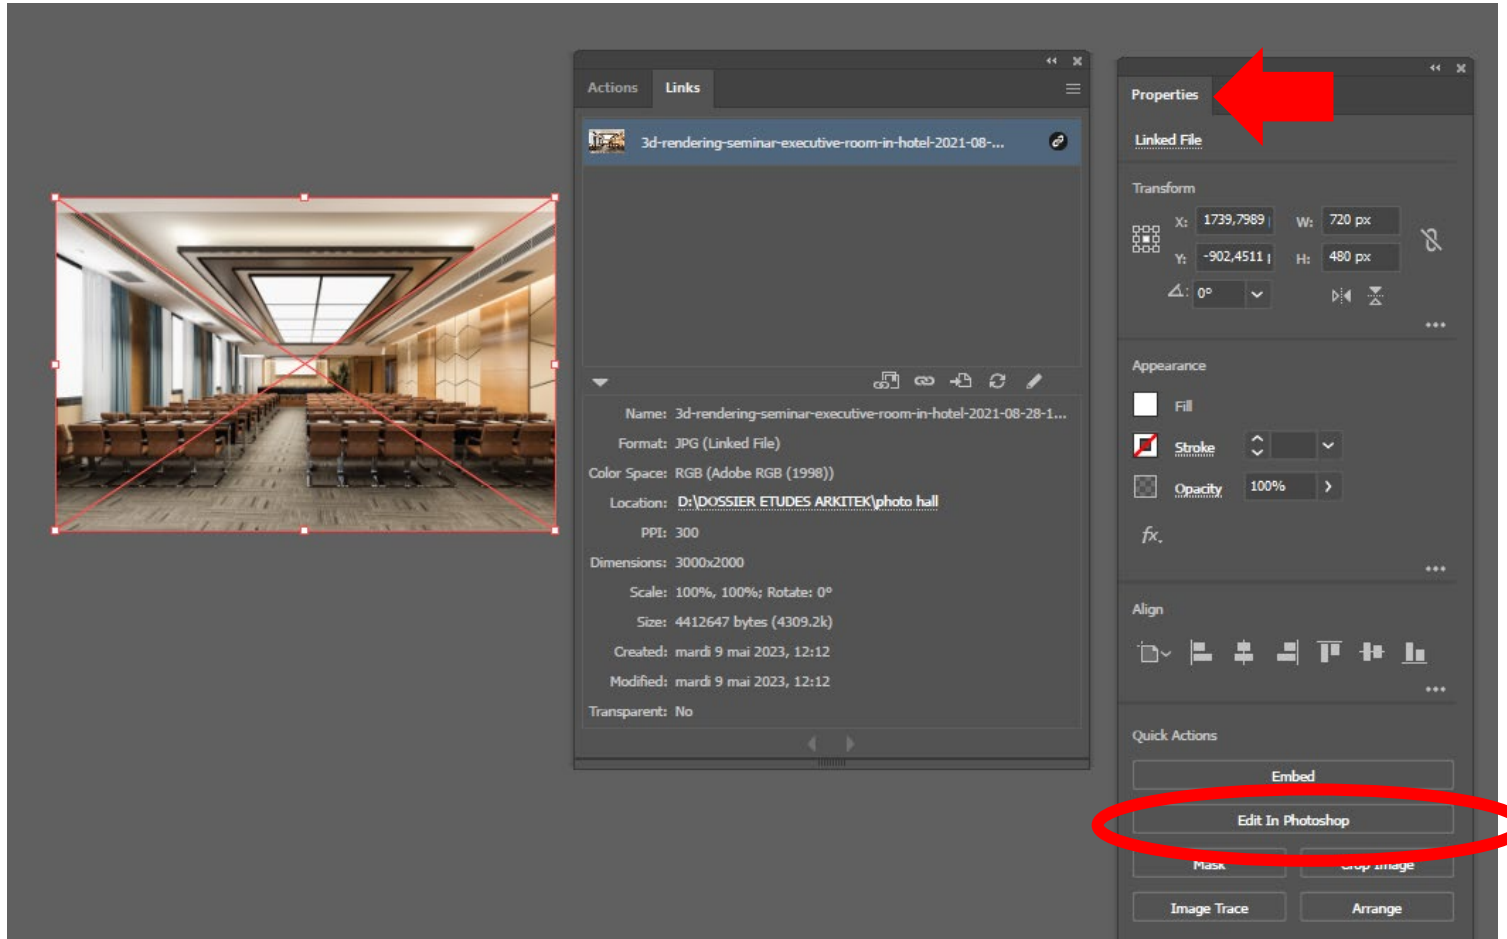 Actions Links
3d-rendering-seminar-executive-room-in-hotel-2021-08-...
Name: 3d-rendering-seminar-executive-room-in-hotel-2021-08-28-1...
Format: JPG (Linked File)
Color Space: RGB (Adobe RGB (1998))
Location: D:\DOSSIER ETUDES ARKITEK\photo hall
PPI: 300
Dimensions: 3000x2000
Scale: 100%, 100%; Rotate: 0°
Size: 4412647 bytes (4309.2k)
Created: mardi 9 mai 2023, 12:12
Modified: mardi 9 mai 2023, 12:12
Transparent: No
Properties
Linked File
Transform
X: 1739,7989 W: 720 px
Y: -902,4511 H: 480 px
0°
Appearance
Fill
Stroke
Opacity 100%
fx.
Align
Quick Actions
Embed
Edit In Photoshop
Mask Crop Image
Image Trace Arrange